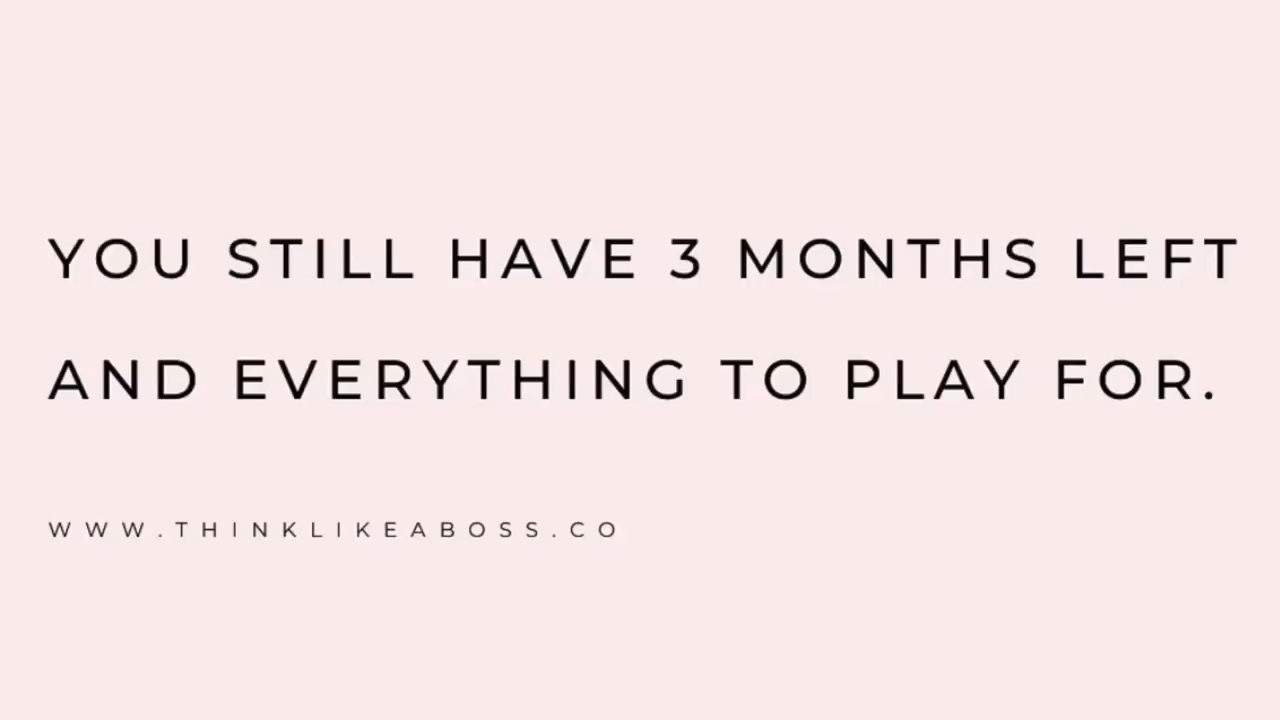 YOU STILL HAVE 3 MONTHS LEFT
AND EVERYTHING TO PLAY FOR.
WWW.THINKLIKEABOSS.CO